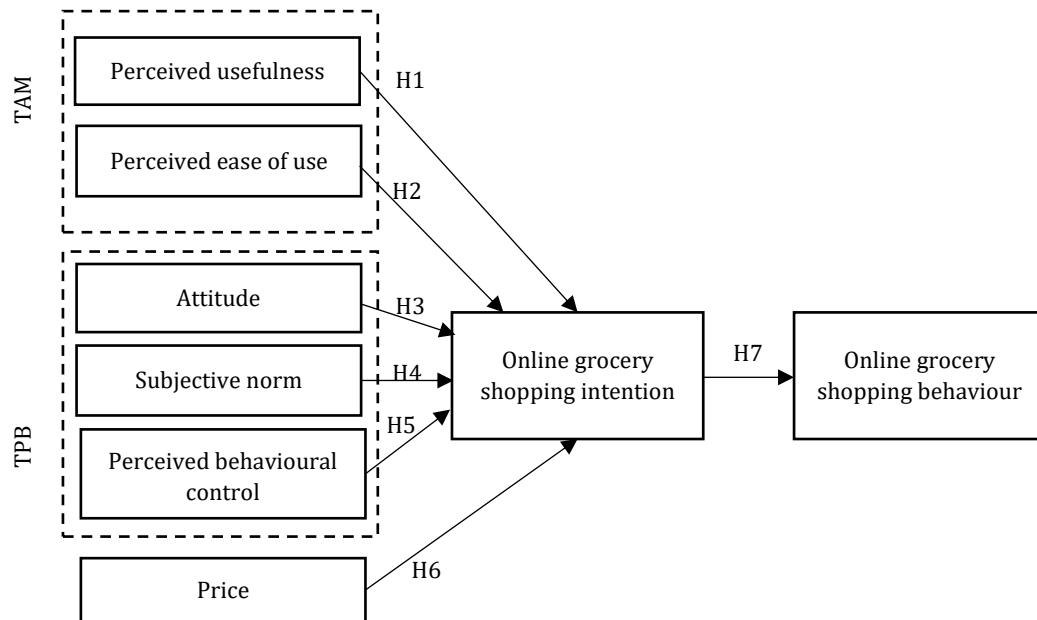 TAM
Perceived usefulness
H1
Perceived ease of use
H2
TPB
Attitude
H3
Subjective norm
H4
Perceived behavioural
control
H5
Price
H6
Online grocery
shopping intention
H7
Online grocery
shopping behaviour